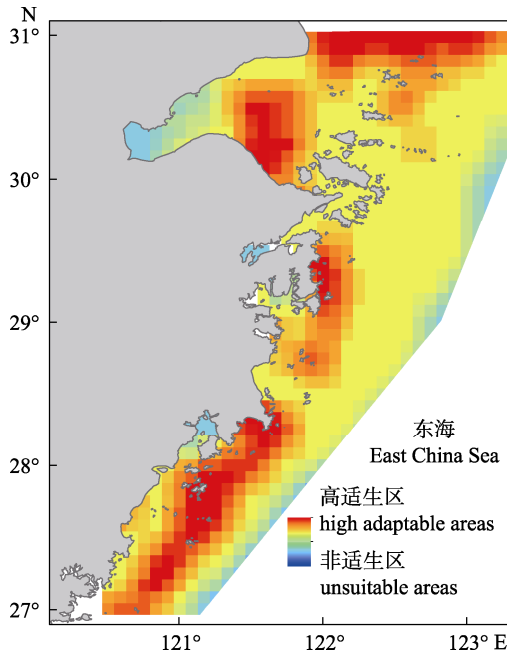 N
31°
30°
29°
28°
27°
东海
East China Sea
高适生区
high adaptable areas
非适生区
unsuitable areas
121° 122° 123° E